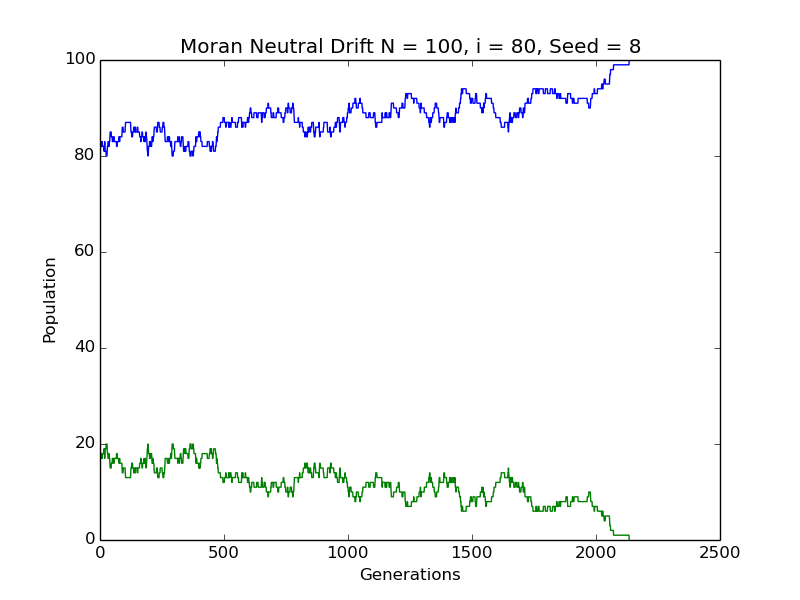 Moran Neutral Drift N = 100, i = 80, Seed = 8
100
80
60
40
20
0
Population
0 500 1000 1500 2000 2500
Generations